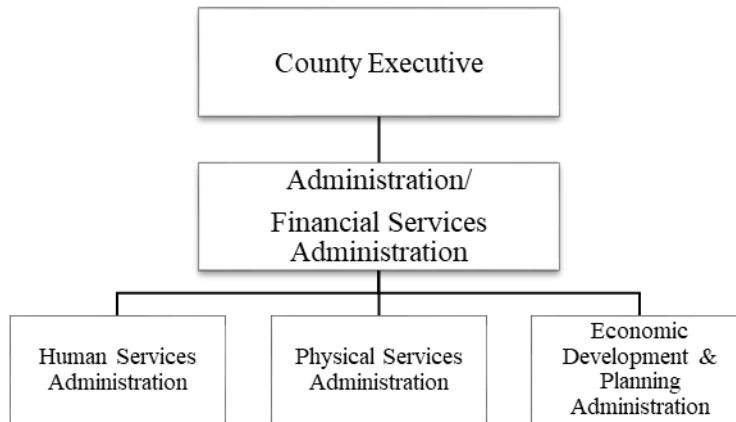 County Executive
Administration/
Financial Services
Administration
Human Services
Administration
Physical Services
Administration
Economic
Development &
Planning
Administration